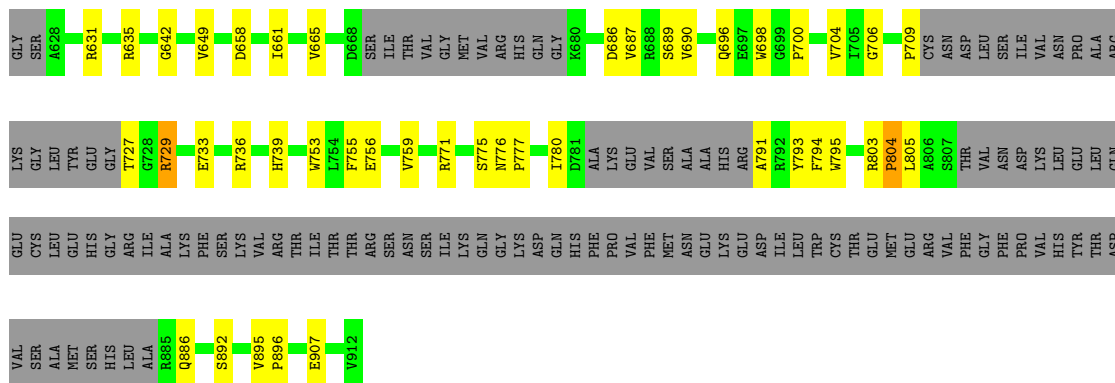 GLY SER A628 R631 R635 G642 V649 D658 I661 V665 D668 SER ILE THR VAL GLY MET VAL ARG HIS GLN GLY K680 D686 V687 R688 S689 V690 Q696 E697 W698 G699 P700 V704 I705 G706 P709 CYS ASN ASP LEU SER ILE VAL ASN PRO ALA ARG
LYS GLY LEU TYR GLU GLY T727 G728 R729 E733 R736 H739 W753 L754 F755 E756 V759 R771 S775 N776 P777 I780 D781 ALA LYS GLU VAL SER ALA ALA HIS ARG A791 R792 Y793 F794 W795 R803 P804 L805 A806 S807 THR VAL ASN ASP LYS LEU GLU LEU GLN
GLU CYS LEU GLU HIS GLY ARG ILE ALA LYS PHE SER LYS VAL ARG THR ILE THR THR ARG SER ASN SER ILE LYS GLN GLY LYS ASP GLN HIS PHE PRO VAL PHE MET ASN GLU LYS GLU ASP ILE LEU TRP CYS THR GLU MET GLU ARG VAL PHE GLY PHE PRO VAL HIS TYR THR ASP
VAL SER ALA MET SER HIS LEU ALA R885 Q886 S892 V895 P896 E907 V912